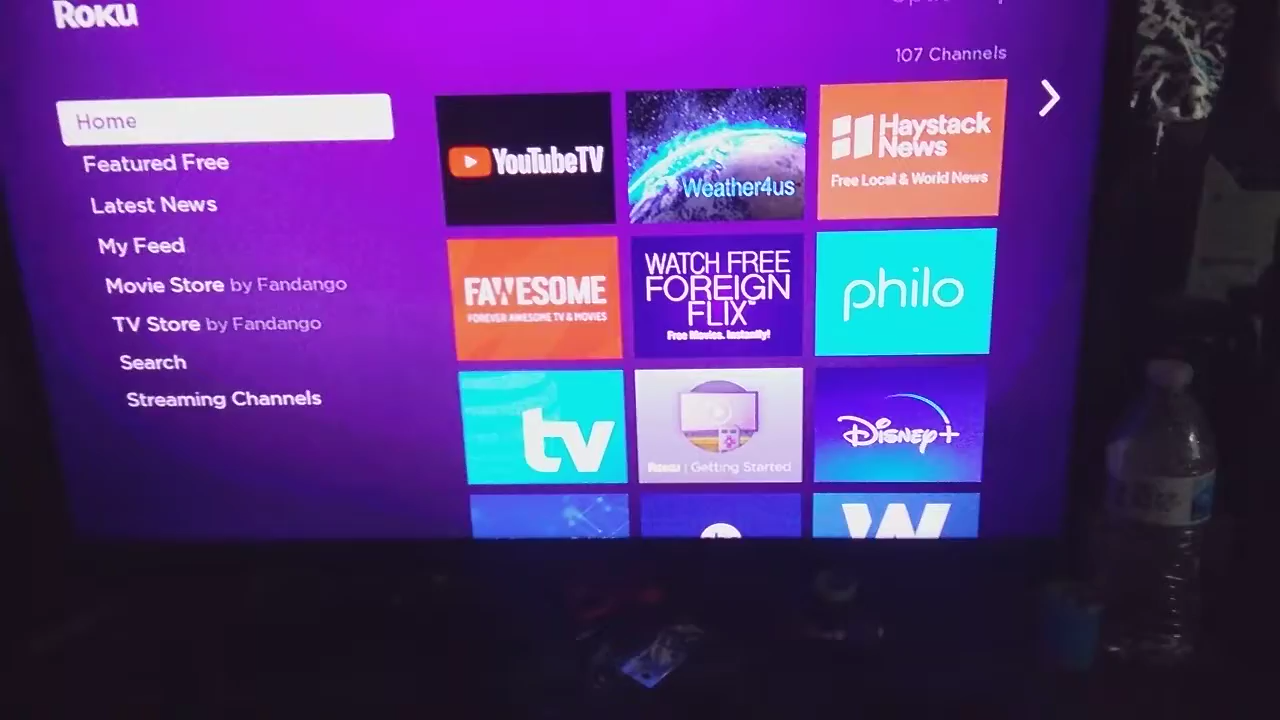 Roku
107 Channels
Home
Featured Free
Latest News
My Feed
Movie Store by Fandango
TV Store by Fandango
Search
Streaming Channels
YouTubeTV
Weather4us
Haystack
News
Free Local & World News
FAWESOME
FOREVER AWESOME TV & MOVIES
WATCH FREE
FOREIGN
FLIX
Free Movies. Instantly!
philo
tv
Roku | Getting Started
Disney+
W